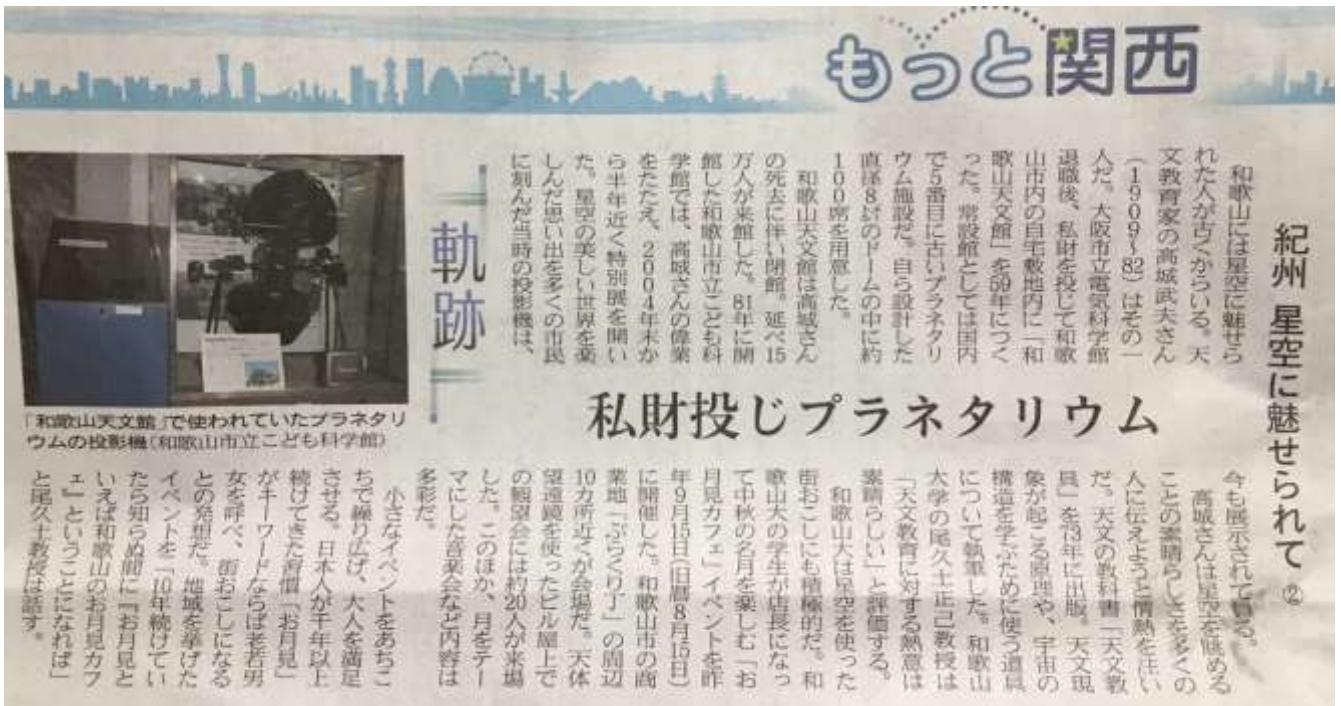 もっと関西
紀州 星空に魅せられて ②
私財投じプラネタリウム
軌跡
和歌山には星空に魅せら
れた人が古くからいる。天
文教育家の高城武夫さん
(1909~82)はその一
人だ。大阪市立電気科学館
退職後、私財を投じて和歌
山市内の自宅敷地内に「和
歌山天文館」を59年につく
った。常設館としては国内
で5番目に古いプラネタリ
ウム施設だ。自ら設計した
直径8㍍のドームの中に約
100席を用意した。
和歌山天文館は高城さん
の死去に伴い閉館。延べ15
万人が来館した。81年に開
館した和歌山市立こども科
学館では、高城さんの偉業
をたたえ、2004年末か
ら半年近く特別展を開い
た。星空の美しい世界を楽
しんだ思い出を多くの市民
に刻んだ当時の投影機は、
今も展示されている。
高城さんは星空を眺める
ことの素晴らしさを多くの
人に伝えようと情熱を注い
だ。天文の教科書「天文教
具」を73年に出版。天文現
象が起こる原理や、宇宙の
構造を学ぶために使う道具
について執筆した。和歌山
大学の尾久土正己教授は
「天文教育に対する熱意は
素晴らしい」と評価する。
和歌山大は星空を使った
街おこしにも積極的だ。和
歌山大の学生が店長になっ
て中秋の名月を楽しむ「お
月見カフェ」イベントを昨
年9月15日(旧暦8月15日)
に開催した。和歌山市の商
業地「ぶらくり丁」の周辺
10カ所近くが会場だ。天体
望遠鏡を使ったビル屋上で
の観望会には約20人が来場
した。このほか、月をテー
マにした音楽会など内容は
多彩だ。
小さなイベントをあちこ
ちで繰り広げ、大人を満足
させる。日本人が千年以上
続けてきた習慣「お月見」
がキーワードならば老若男
女を呼べ、街おこしになる
との発想だ。地域を挙げた
イベントを「10年続けてい
たら知らぬ間に『お月見と
いえば和歌山のお月見カフ
ェ』ということになれば」
と尾久土教授は話す。
「和歌山天文館」で使われていたプラネタリ
ウムの投影機(和歌山市立こども科学館)